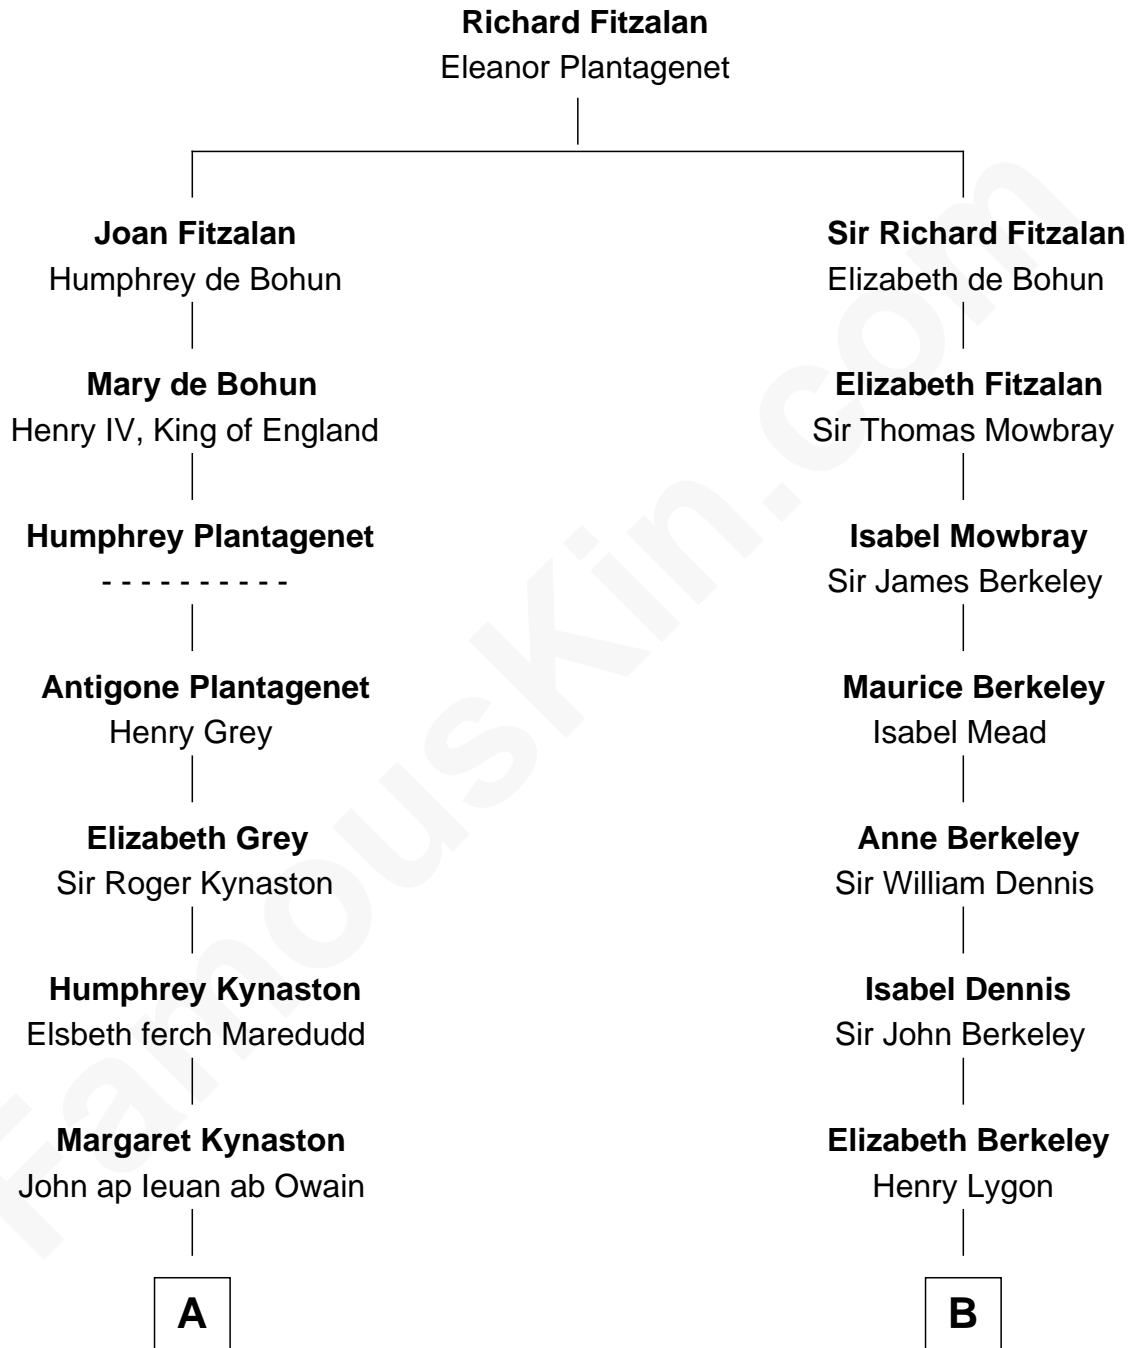 Richard Fitzalan
Eleanor Plantagenet
Joan Fitzalan
Humphrey de Bohun
Sir Richard Fitzalan
Elizabeth de Bohun
Mary de Bohun
Henry IV, King of England
Elizabeth Fitzalan
Sir Thomas Mowbray
Humphrey Plantagenet
- - - - - - - - - -
Isabel Mowbray
Sir James Berkeley
Antigone Plantagenet
Henry Grey
Maurice Berkeley
Isabel Mead
Elizabeth Grey
Sir Roger Kynaston
Anne Berkeley
Sir William Dennis
Humphrey Kynaston
Elsbeth ferch Maredudd
Isabel Dennis
Sir John Berkeley
Margaret Kynaston
John ap Ieuan ab Owain
Elizabeth Berkeley
Henry Lygon
A
B
FamousKin.com